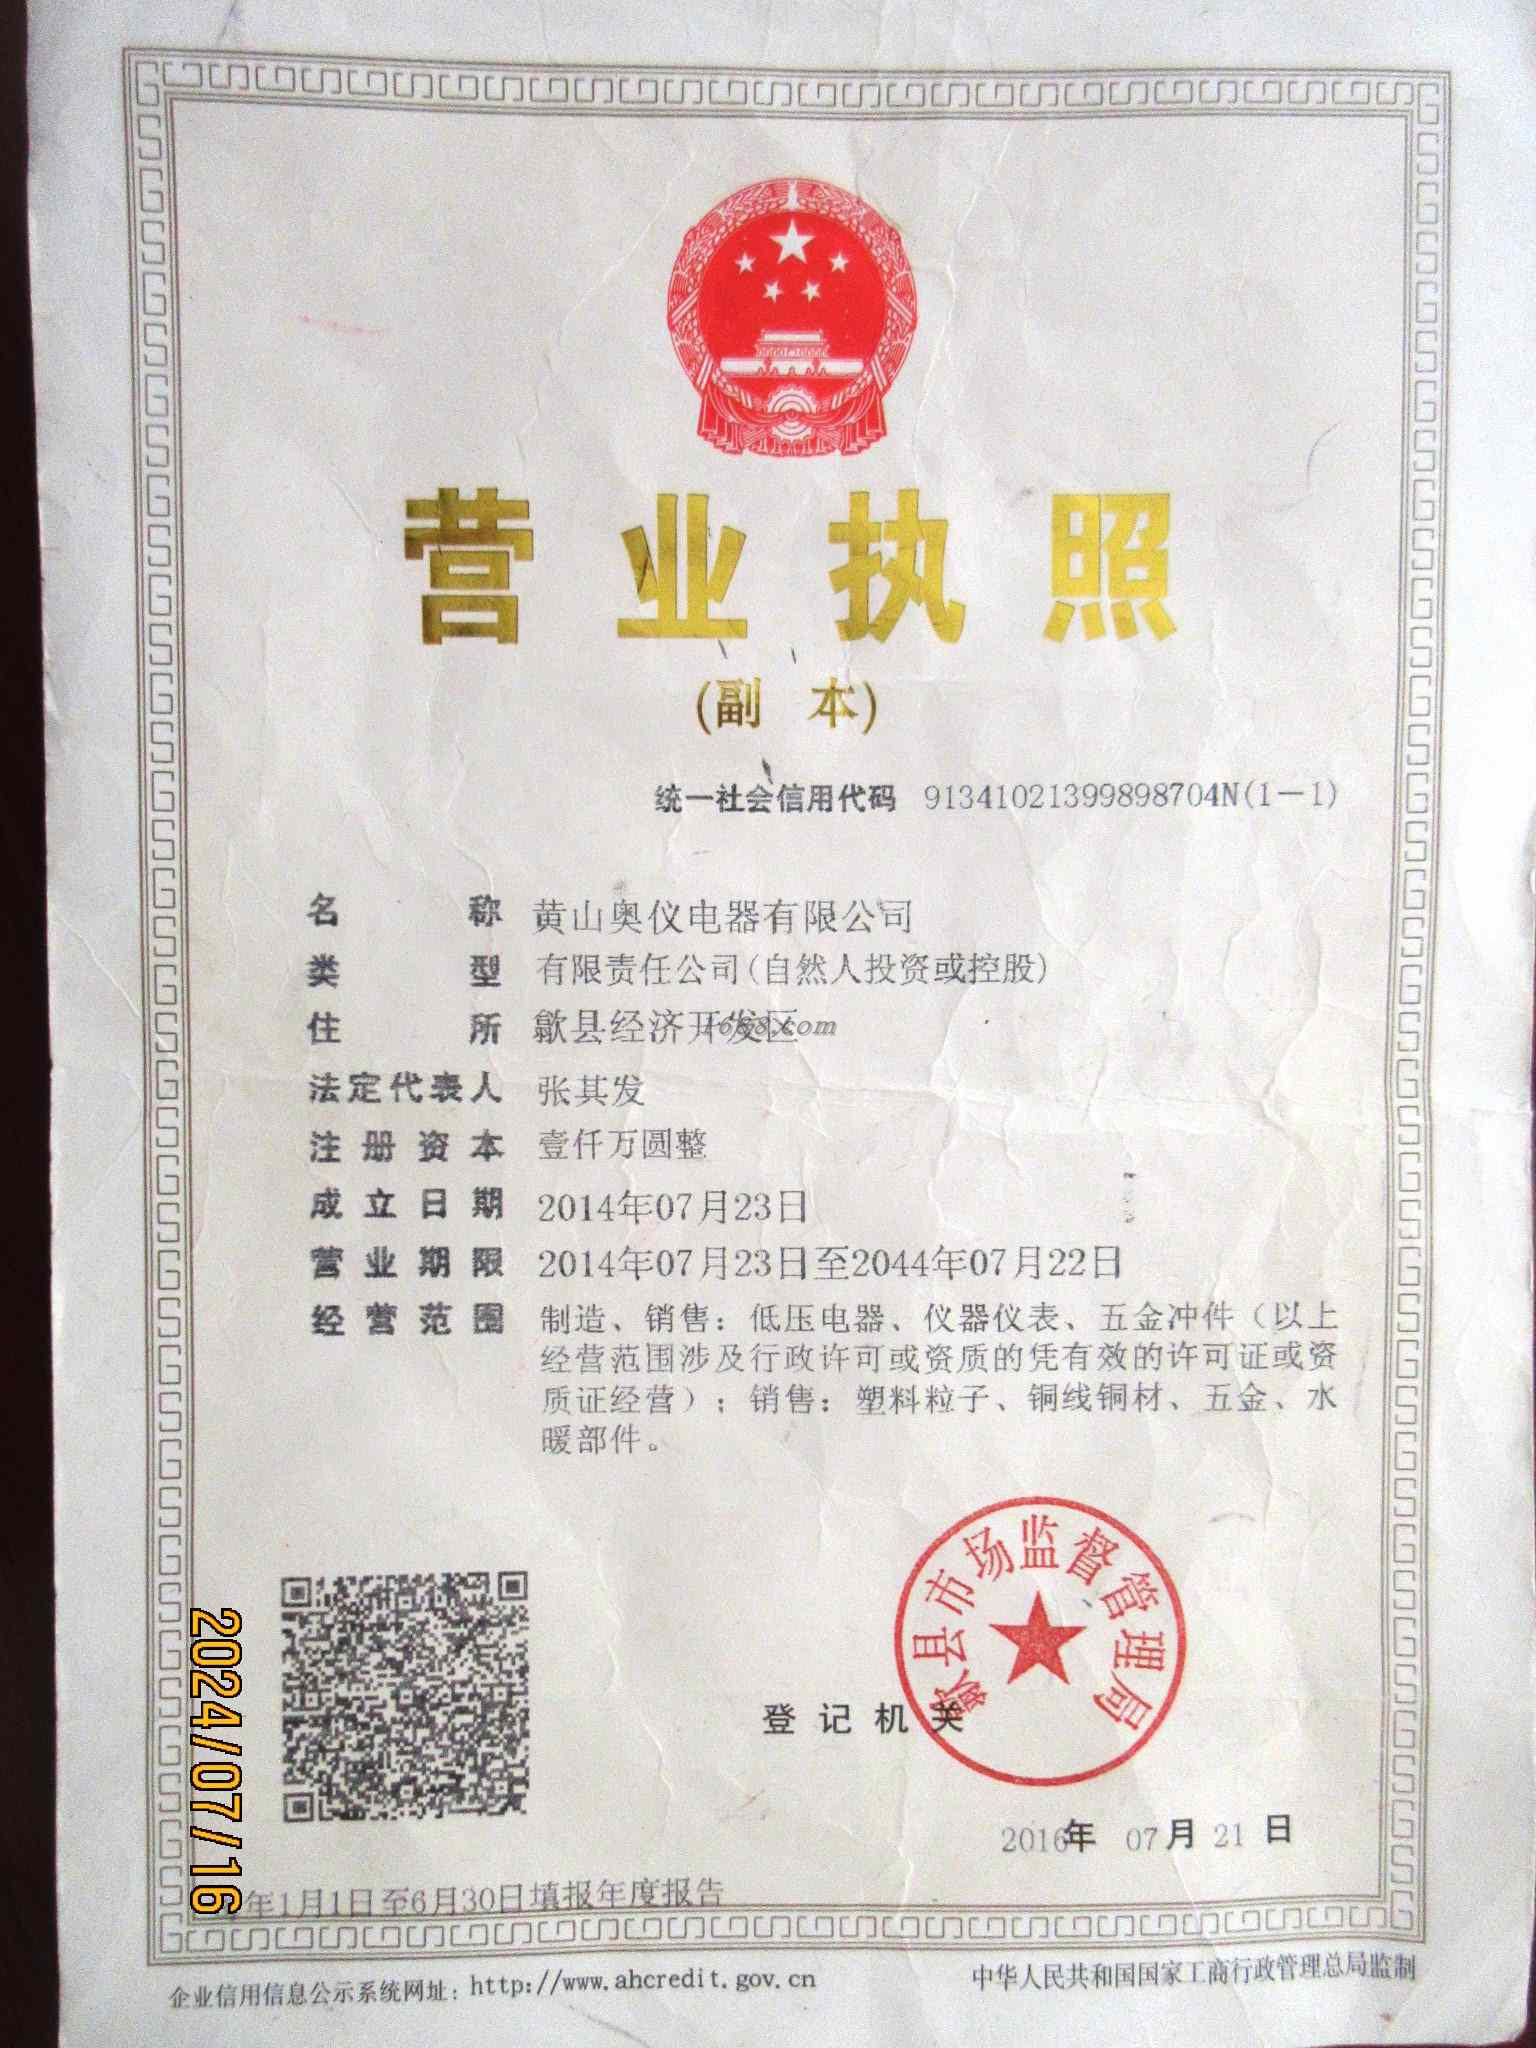 营业执照
(副 本)
统一社会信用代码 91341021399898704N(1-1)
名 称 黄山奥仪电器有限公司
类 型 有限责任公司(自然人投资或控股)
住 所 歙县经济开发区
1688.com
法定代表人 张其发
注册资本 壹仟万圆整
成立日期 2014年07月23日
营业期限 2014年07月23日至2044年07月22日
经营范围 制造、销售：低压电器、仪器仪表、五金冲件（以上
经营范围涉及行政许可或资质的凭有效的许可证或资
质证经营）；销售：塑料粒子、铜线铜材、五金、水
暖部件。
歙县市场监督管理局
登记机关
2016年 07月21日
2024/07/16
年1月1日至6月30日填报年度报告
企业信用信息公示系统网址：http://www.ahcredit.gov.cn
中华人民共和国国家工商行政管理总局监制